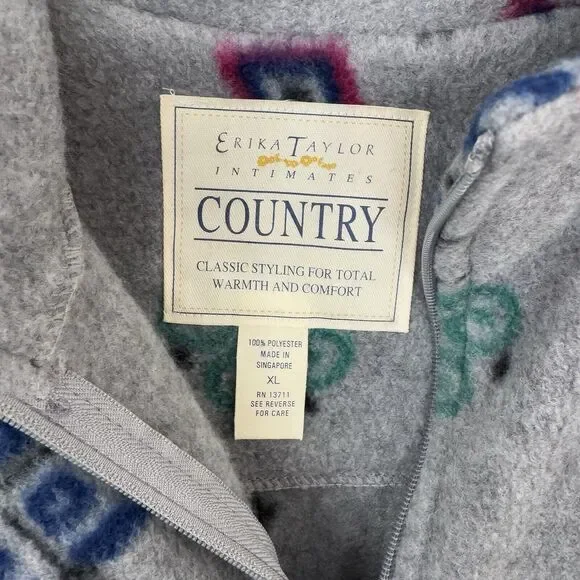 ERIKA TAYLOR
INTIMATES
COUNTRY
CLASSIC STYLING FOR TOTAL
WARMTH AND COMFORT
100% POLYESTER
MADE IN
SINGAPORE
XL
RN 13711
SEE REVERSE
FOR CARE